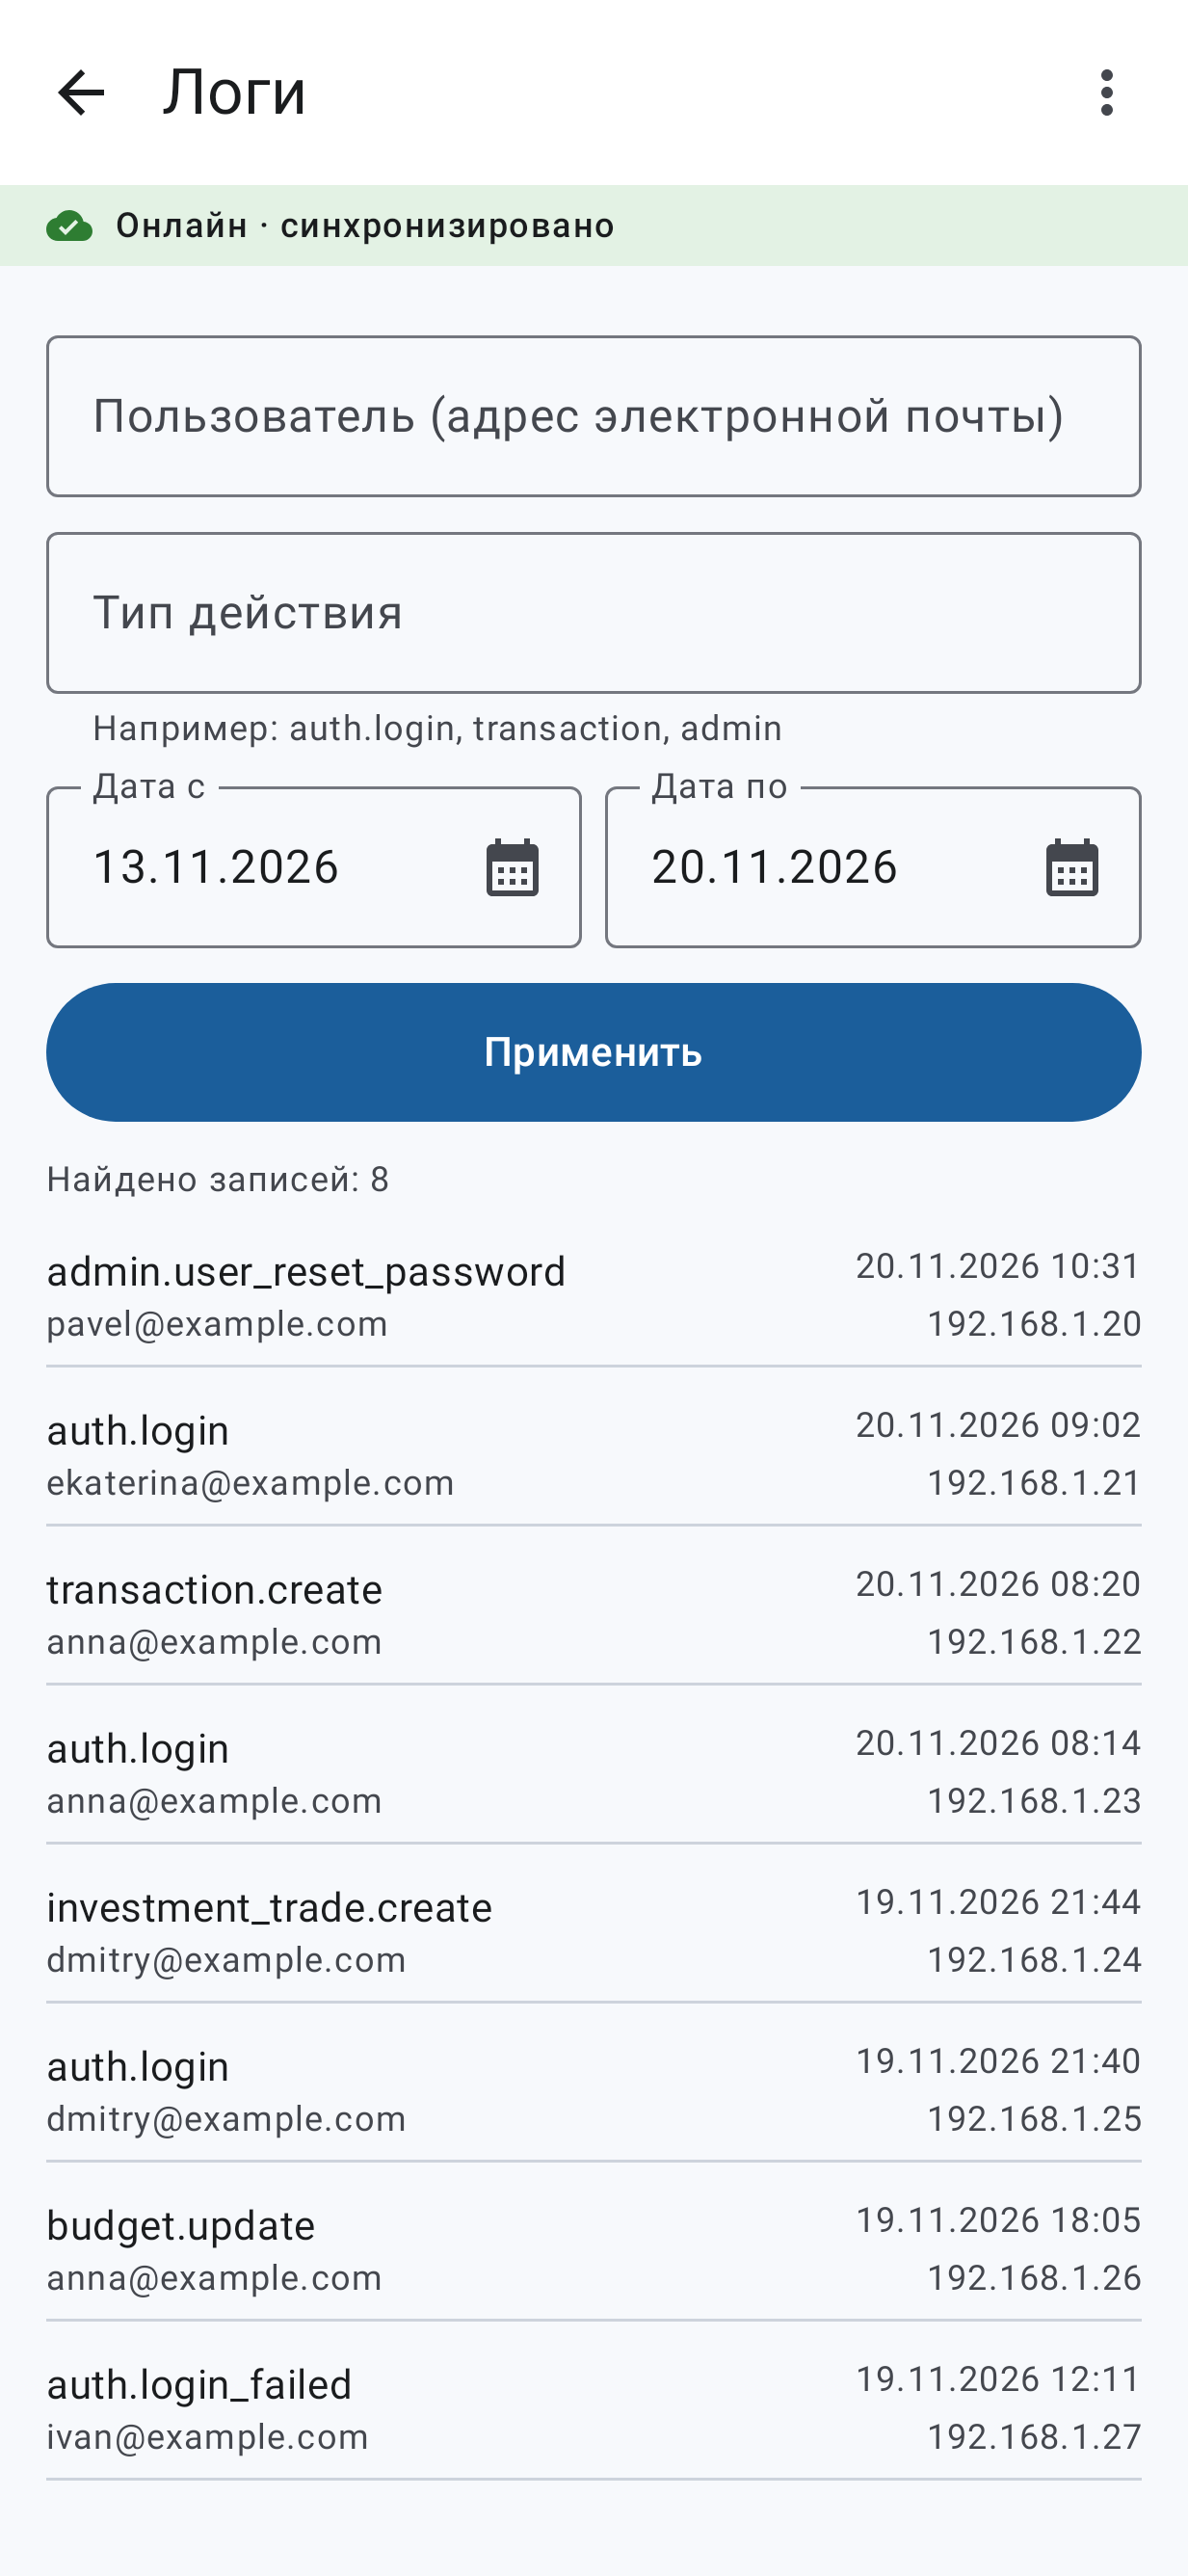 Логи
Онлайн · синхронизировано
Пользователь (адрес электронной почты)
Тип действия
Например: auth.login, transaction, admin
Дата с
Дата по
13.11.2026
20.11.2026
Применить
Найдено записей: 8
admin.user_reset_password
20.11.2026 10:31
pavel@example.com
192.168.1.20
auth.login
20.11.2026 09:02
ekaterina@example.com
192.168.1.21
transaction.create
20.11.2026 08:20
anna@example.com
192.168.1.22
auth.login
20.11.2026 08:14
anna@example.com
192.168.1.23
investment_trade.create
19.11.2026 21:44
dmitry@example.com
192.168.1.24
auth.login
19.11.2026 21:40
dmitry@example.com
192.168.1.25
budget.update
19.11.2026 18:05
anna@example.com
192.168.1.26
auth.login_failed
19.11.2026 12:11
ivan@example.com
192.168.1.27